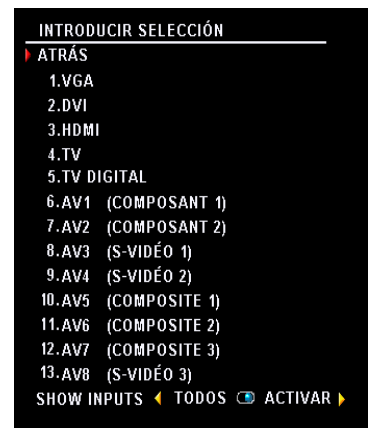 INTRODUCIR SELECCIÓN
ATRÁS
1.VGA
2.DVI
3.HDMI
4.TV
5.TV DIGITAL
6.AV1 (COMPOSANT 1)
7.AV2 (COMPOSANT 2)
8.AV3 (S-VIDÉO 1)
9.AV4 (S-VIDÉO 2)
10.AV5 (COMPOSITE 1)
11.AV6 (COMPOSITE 2)
12.AV7 (COMPOSITE 3)
13.AV8 (S-VIDÉO 3)
SHOW INPUTS TODOS ACTIVAR